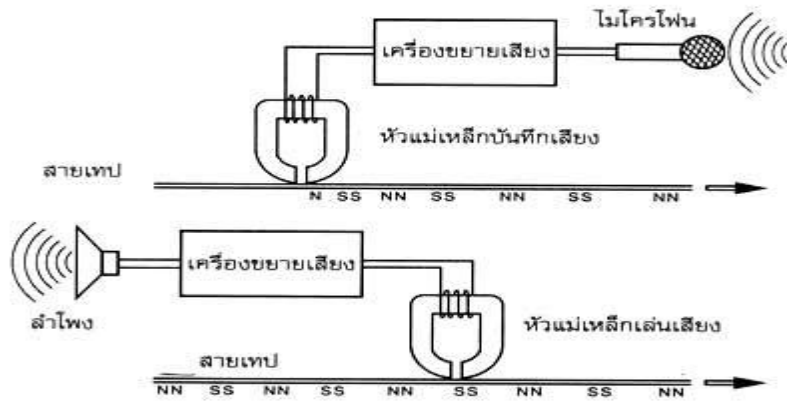 ไมโครโฟน
เครื่องขยายเสียง
หัวแม่เหล็กบันทึกเสียง
สายเทป
N SS NN SS NN SS NN
เครื่องขยายเสียง
ลำโพง
หัวแม่เหล็กเล่นเสียง
สายเทป
NN SS NN SS NN SS NN SS NN